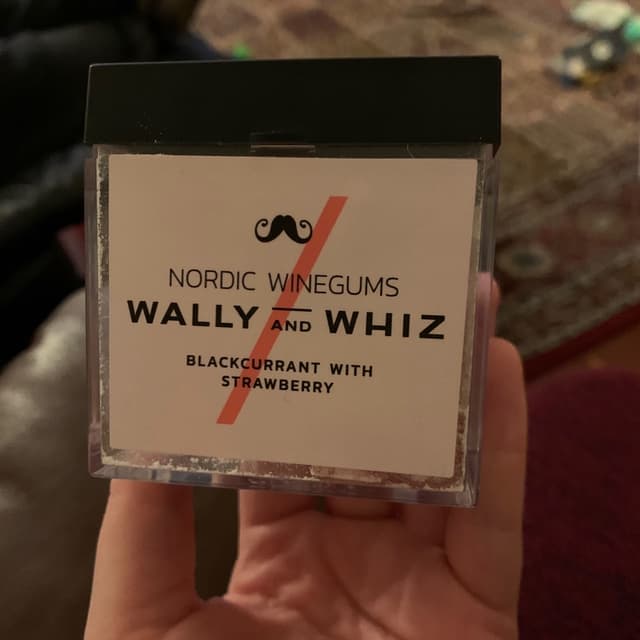 NORDIC WINEGUMS
WALLY AND WHIZ
BLACKCURRANT WITH
STRAWBERRY